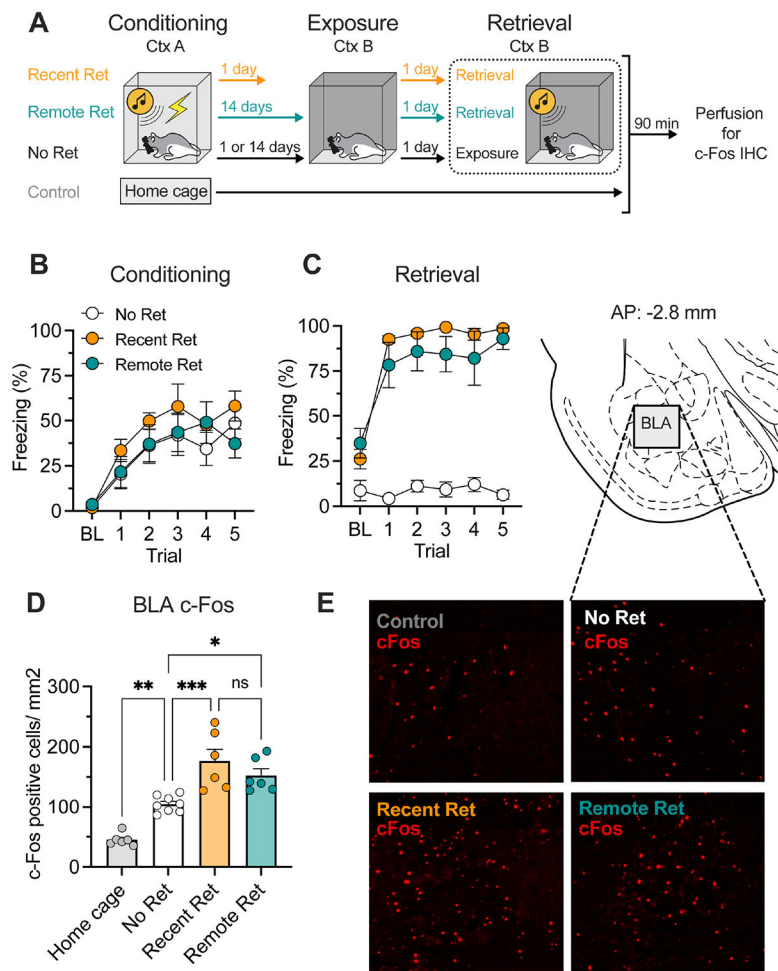 A
Conditioning
Ctx A
Exposure
Ctx B
Retrieval
Ctx B
Recent Ret
1 day
1 day
Retrieval
Remote Ret
14 days
1 day
Retrieval
No Ret
1 or 14 days
1 day
Exposure
Control
Home cage
90 min
Perfusion
for
c-Fos IHC
B
Conditioning
No Ret
Recent Ret
Remote Ret
Freezing (%)
100
75
50
25
0
BL 1 2 3 4 5
Trial
C
Retrieval
Freezing (%)
100
75
50
25
0
BL 1 2 3 4 5
Trial
AP: -2.8 mm
BLA
D
BLA c-Fos
c-Fos positive cells/ mm2
300
200
150
100
0
*
** *** ns
Home cage
No Ret
Recent Ret
Remote Ret
E
Control
cFos
No Ret
cFos
Recent Ret
cFos
Remote Ret
cFos